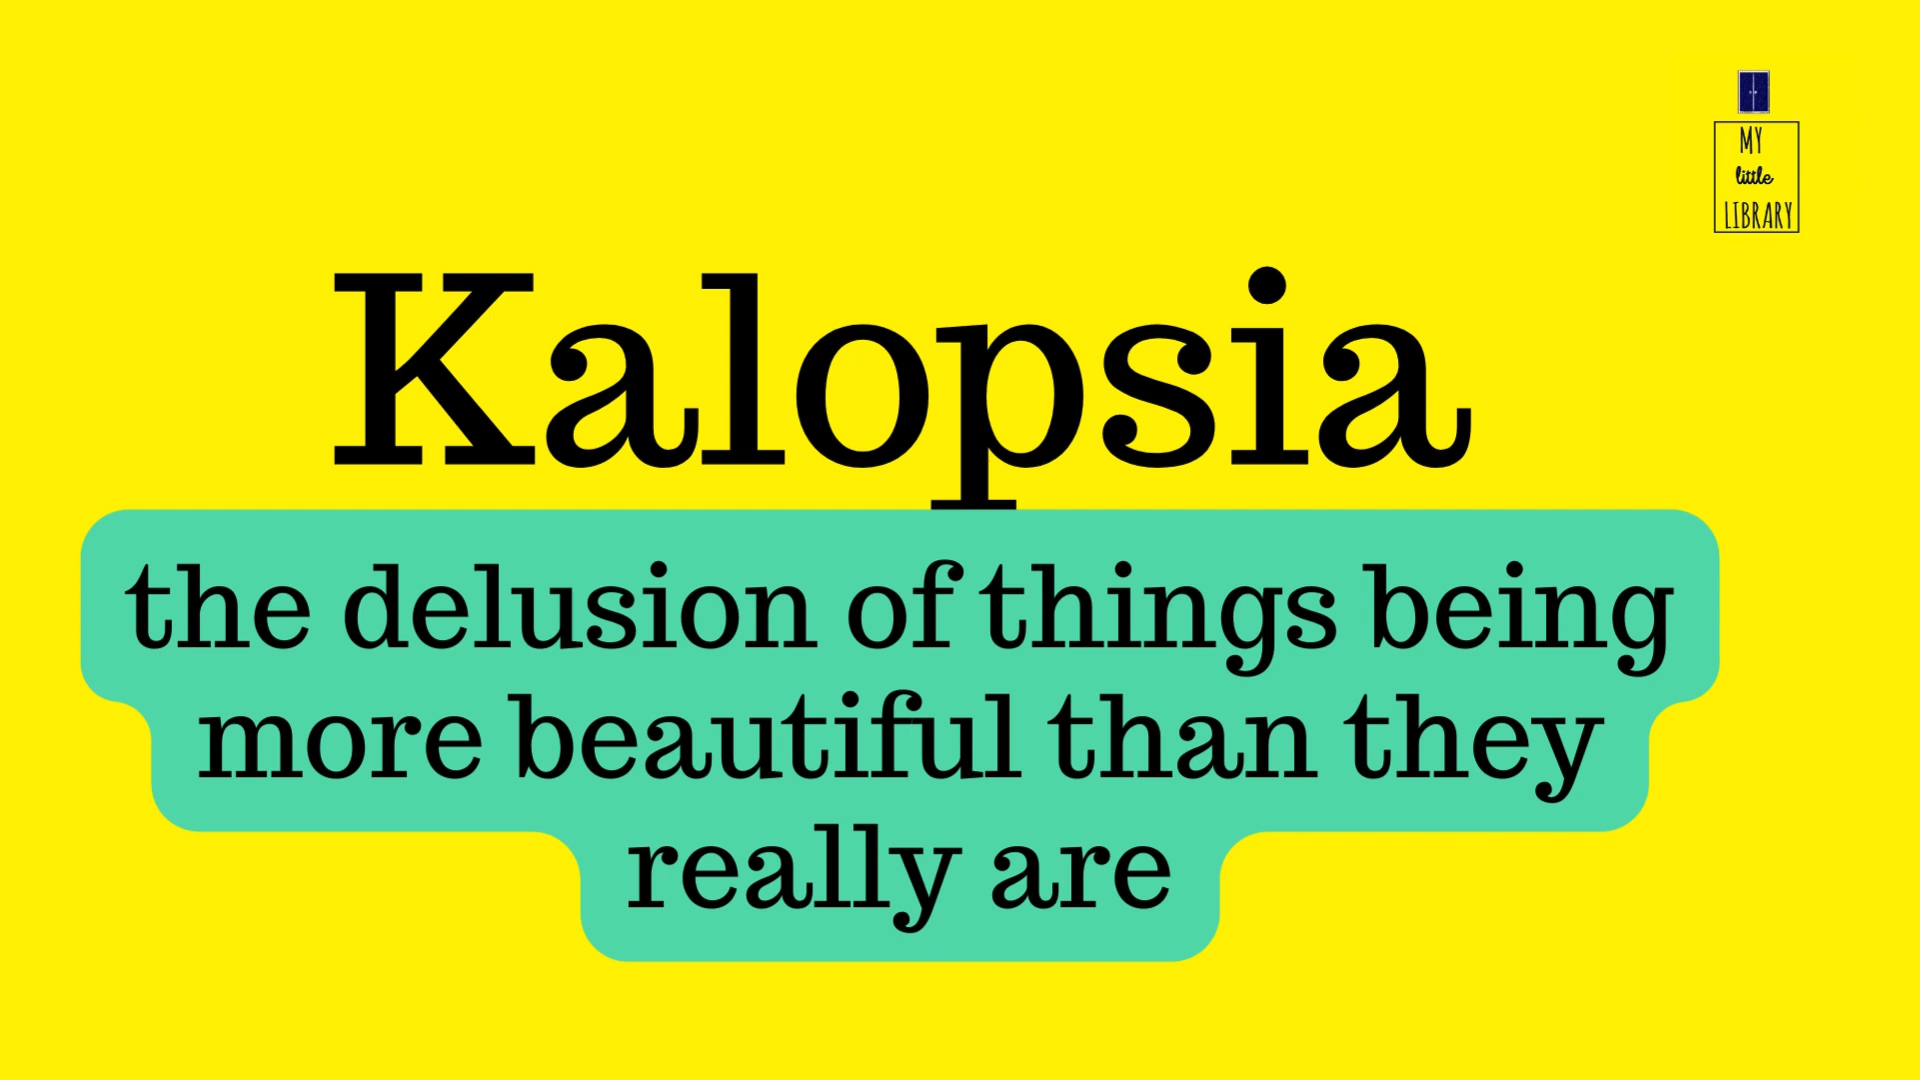 MY
little
LIBRARY
Kalopsia
the delusion of things being
more beautiful than they
really are